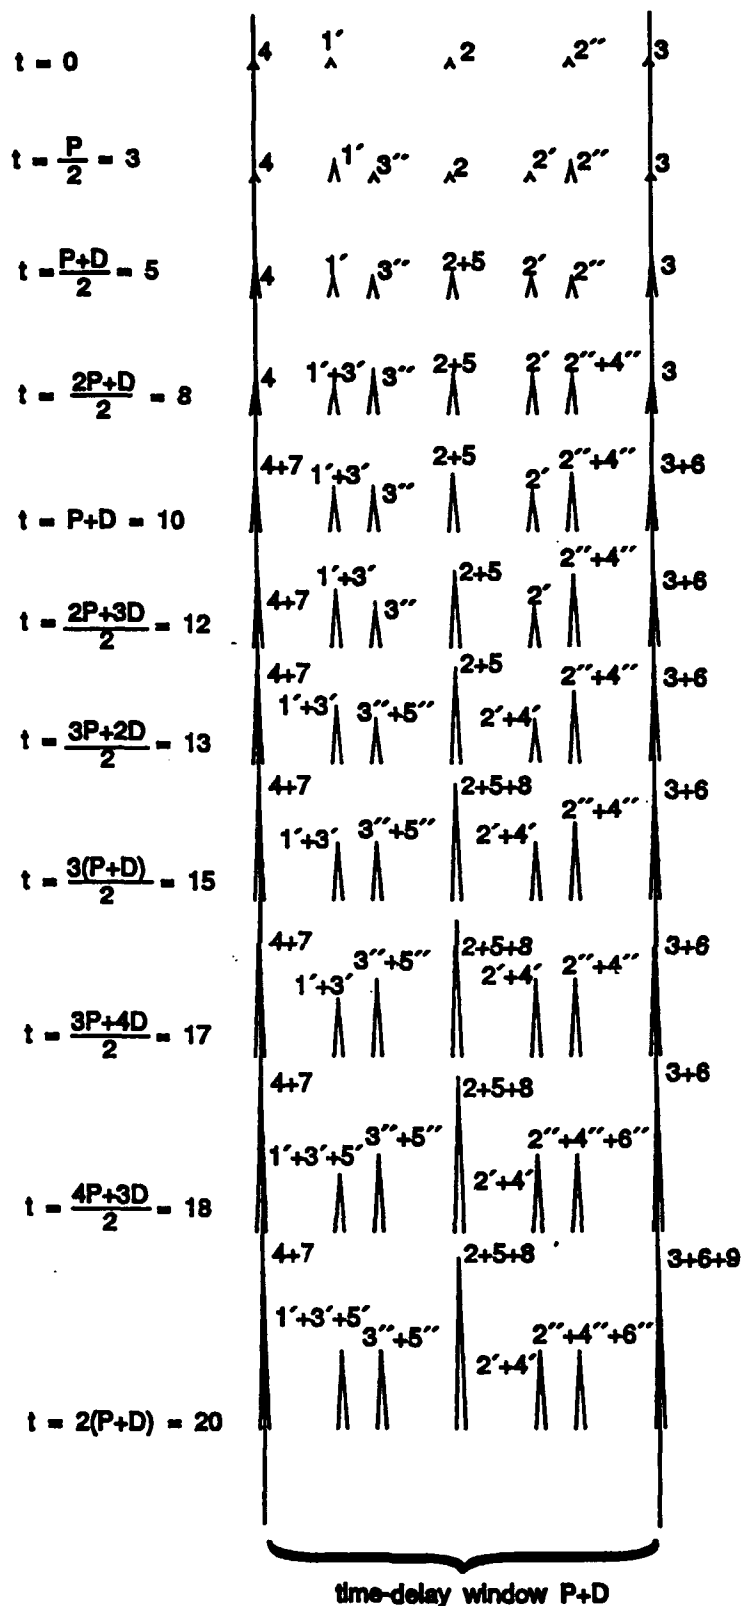 t = 0 4 1′ 2 2″ 3
t = P/2 = 3 4 1′ 3″ 2 2′ 2″ 3
t = P+D/2 = 5 4 1′ 3″ 2+5 2′ 2″ 3
t = 2P+D/2 = 8 4 1′+3′ 3″ 2+5 2′ 2″+4″ 3
t = P+D = 10 4+7 1′+3′ 3″ 2+5 2′ 2″+4″ 3+6
t = 2P+3D/2 = 12 4+7 1′+3′ 3″ 2+5 2′ 2″+4″ 3+6
t = 3P+2D/2 = 13 4+7 1′+3′ 3″+5″ 2+5 2′+4′ 2″+4″ 3+6
t = 3(P+D)/2 = 15 4+7 1′+3′ 3″+5″ 2+5+8 2′+4′ 2″+4″ 3+6
t = 3P+4D/2 = 17 4+7 1′+3′ 3″+5″ 2+5+8 2′+4′ 2″+4″ 3+6
t = 4P+3D/2 = 18 4+7 1′+3′+5′ 3″+5″ 2+5+8 2′+4′ 2″+4″+6″ 3+6
t = 2(P+D) = 20 4+7 1′+3′+5′ 3″+5″ 2+5+8 2′+4′ 2″+4″+6″ 3+6+9
time-delay window P+D